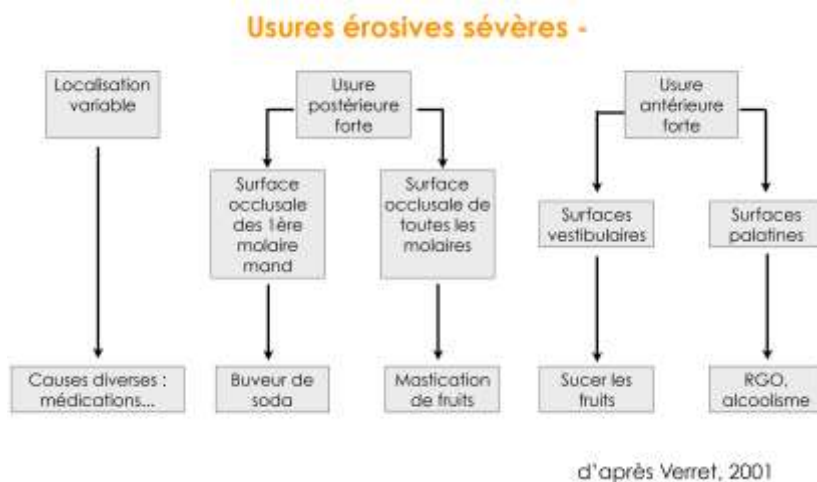 Usures érosives sévères -
Localisation
variable
Usure
postérieure
forte
Usure
antérieure
forte
Surface
occlusale
des 1ère
molaire
mand
Surface
occlusale de
toutes les
molaires
Surfaces
vestibulaires
Surfaces
palatines
Causes diverses :
médications...
Buveur de
soda
Mastication
de fruits
Sucer les
fruits
RGO,
alcoolisme
d'après Verret, 2001